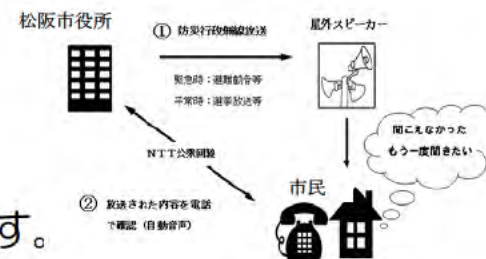 松阪市役所
① 防災行政無線放送
屋外スピーカー
緊急時：避難勧告等
平常時：選挙放送等
聞こえなかった
もう一度聞きたい
NTT公衆回線
市民
② 放送された内容を電話
で確認（自動音声）
す。